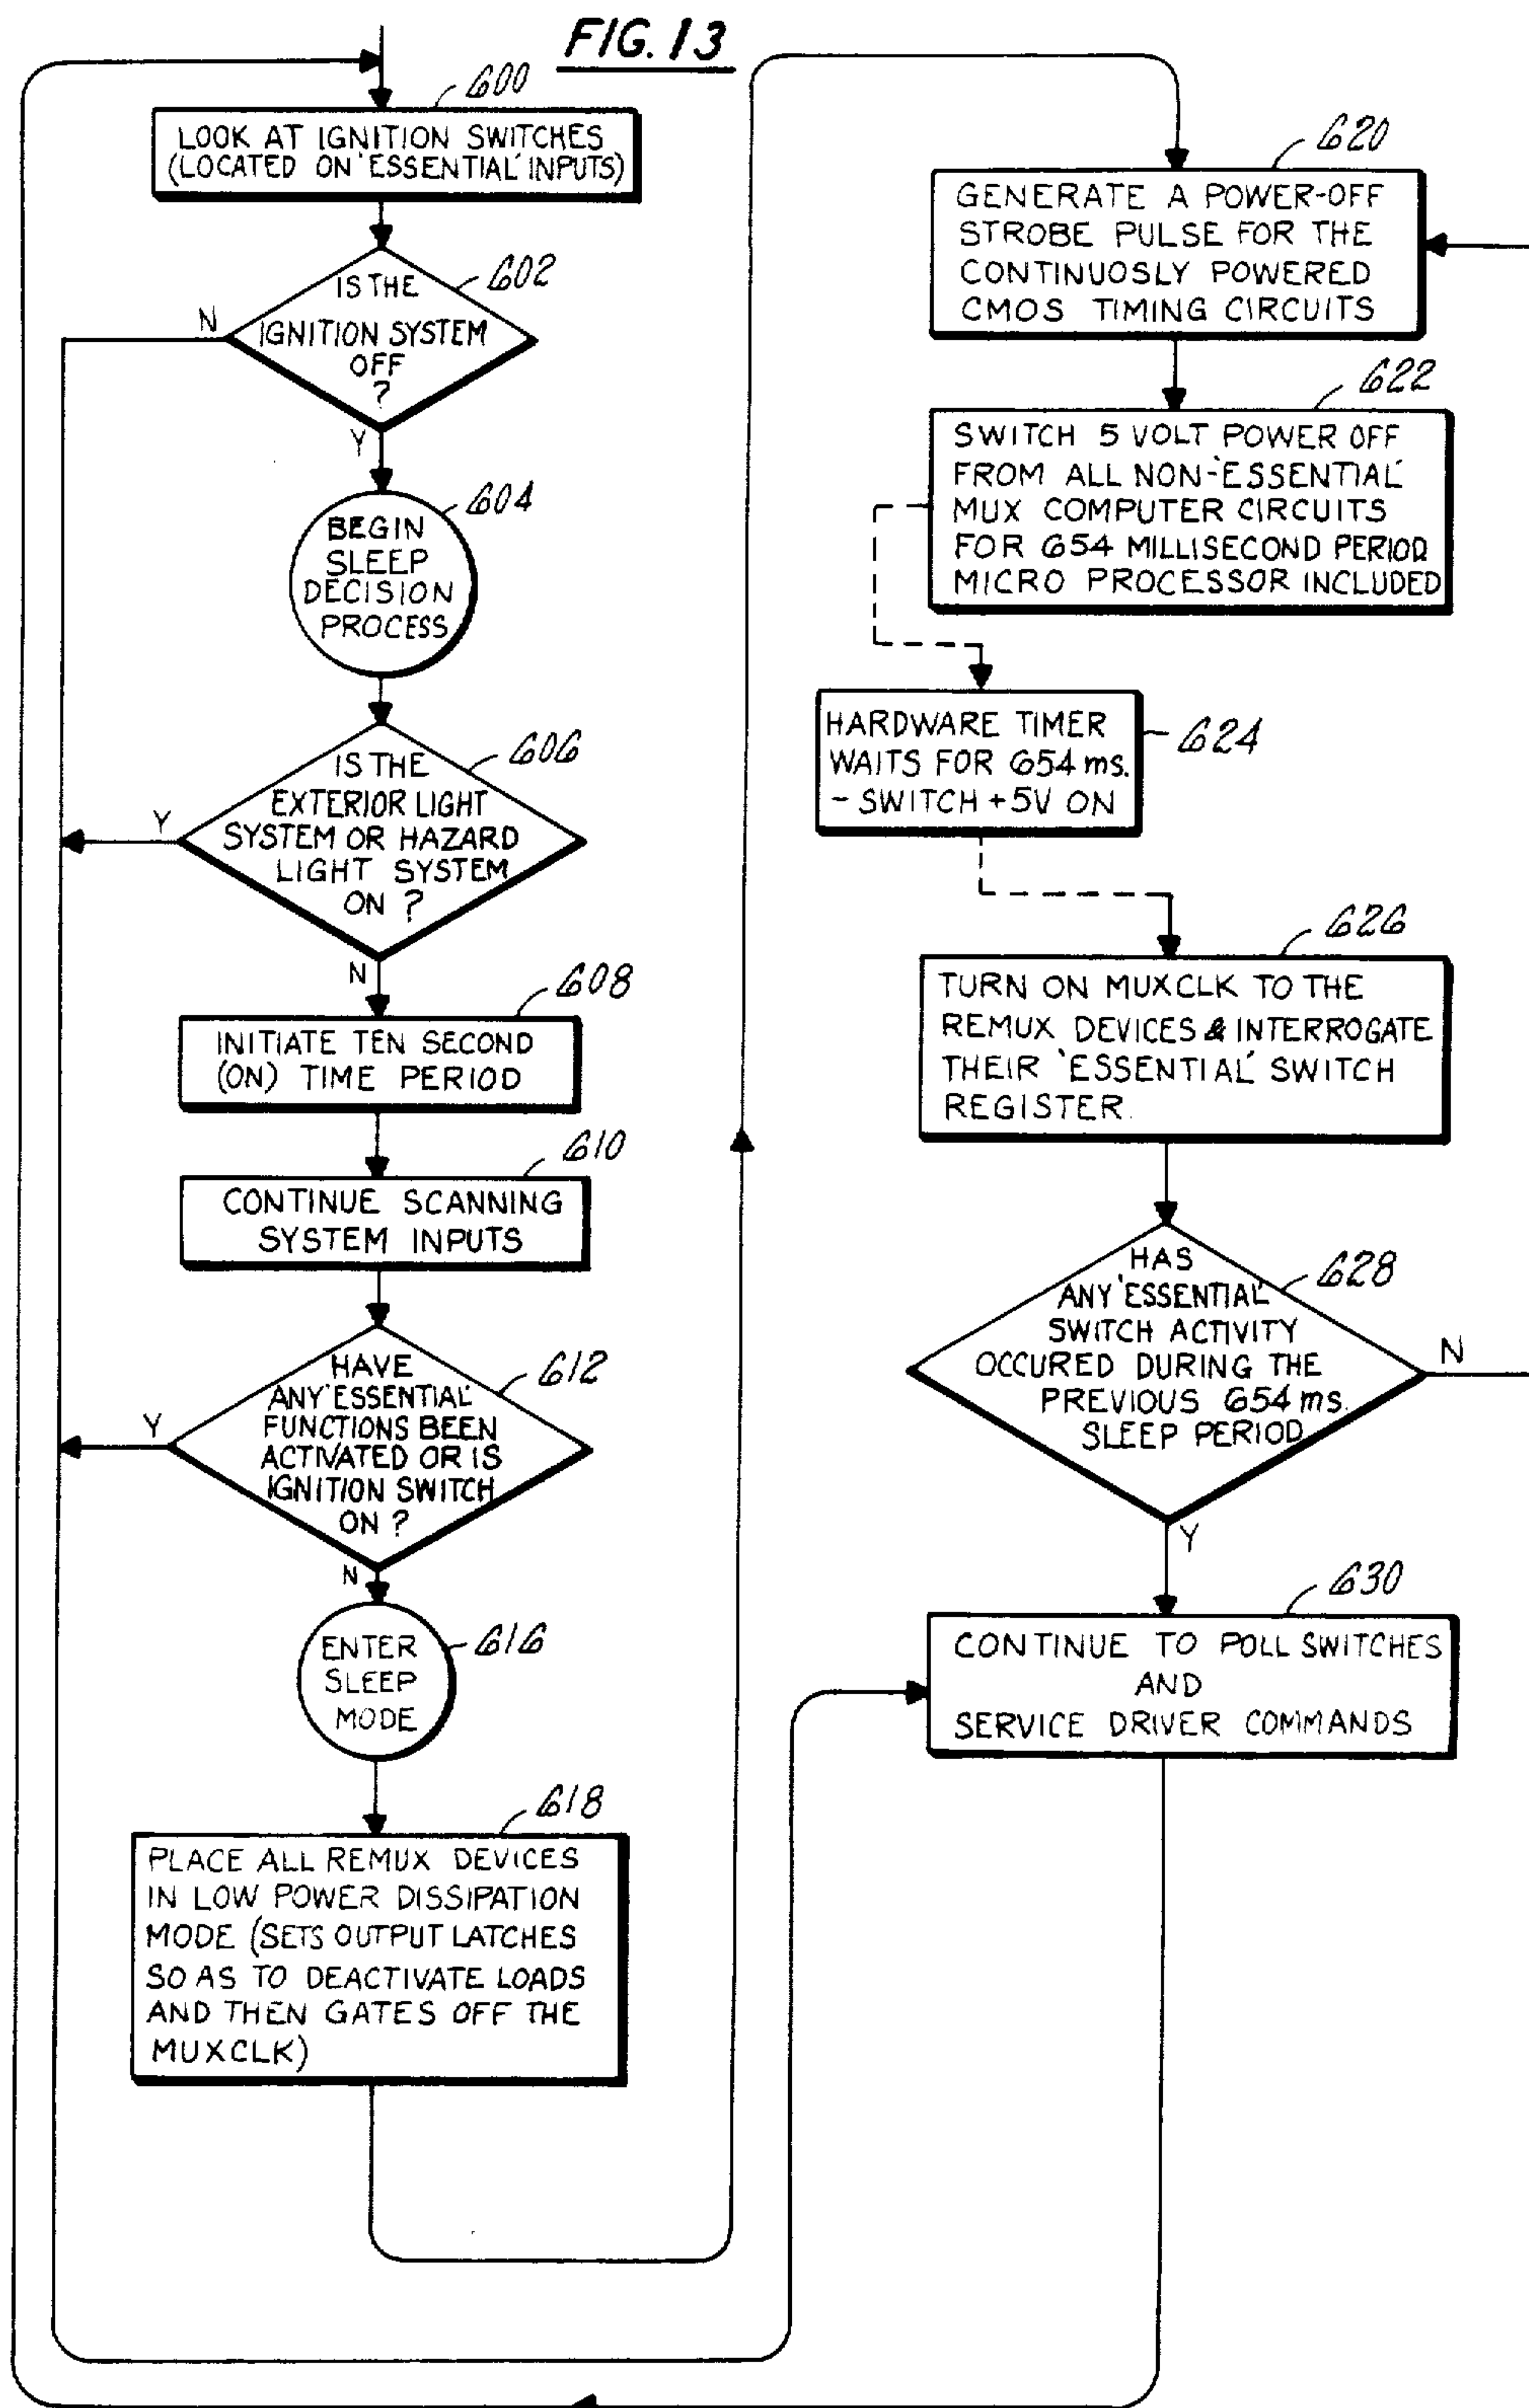 FIG. 13
600
LOOK AT IGNITION SWITCHES
(LOCATED ON 'ESSENTIAL' INPUTS)
602
IS THE
IGNITION SYSTEM
OFF
?
N
Y
604
BEGIN
SLEEP
DECISION
PROCESS
606
IS THE
EXTERIOR LIGHT
SYSTEM OR HAZARD
LIGHT SYSTEM
ON ?
Y
N
608
INITIATE TEN SECOND
(ON) TIME PERIOD
610
CONTINUE SCANNING
SYSTEM INPUTS
612
HAVE
ANY 'ESSENTIAL'
FUNCTIONS BEEN
ACTIVATED OR IS
IGNITION SWITCH
ON ?
Y
N
616
ENTER
SLEEP
MODE
618
PLACE ALL REMUX DEVICES
IN LOW POWER DISSIPATION
MODE (SETS OUTPUT LATCHES
SO AS TO DEACTIVATE LOADS
AND THEN GATES OFF THE
MUXCLK)
620
GENERATE A POWER-OFF
STROBE PULSE FOR THE
CONTINUOSLY POWERED
CMOS TIMING CIRCUITS
622
SWITCH 5 VOLT POWER OFF
FROM ALL NON-'ESSENTIAL'
MUX COMPUTER CIRCUITS
FOR 654 MILLISECOND PERIOD
MICRO PROCESSOR INCLUDED
624
HARDWARE TIMER
WAITS FOR 654 ms.
- SWITCH +5V ON
626
TURN ON MUXCLK TO THE
REMUX DEVICES & INTERROGATE
THEIR 'ESSENTIAL' SWITCH
REGISTER.
628
HAS
ANY 'ESSENTIAL'
SWITCH ACTIVITY
OCCURED DURING THE
PREVIOUS 654 ms.
SLEEP PERIOD
N
Y
630
CONTINUE TO POLL SWITCHES
AND
SERVICE DRIVER COMMANDS